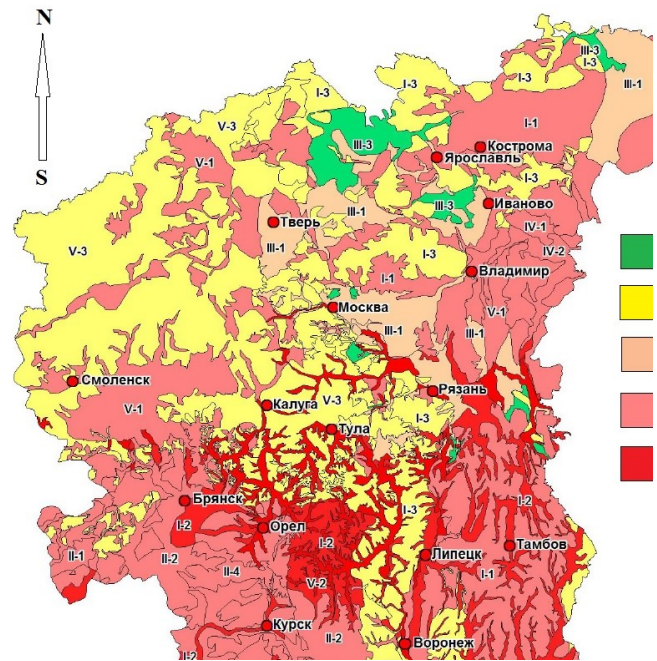 N
S
III-3
I-3
III-1
I-3
I-3
I-3
V-3
I-1
V-1
III-3
Кострома
Ярославль
I-3
III-3
Иваново
III-1
Тверь
IV-1
III-1
I-3
IV-2
V-3
I-1
Владимир
Москва
V-1
III-1
III-1
Смоленск
Рязань
V-3
V-1
Калуга
I-3
Тула
Брянск
I-3
I-2
I-2
Орел
I-2
Тамбов
II-1
II-2
Липецк
II-4
I-1
V-2
Курск
II-2
Воронеж
I-2